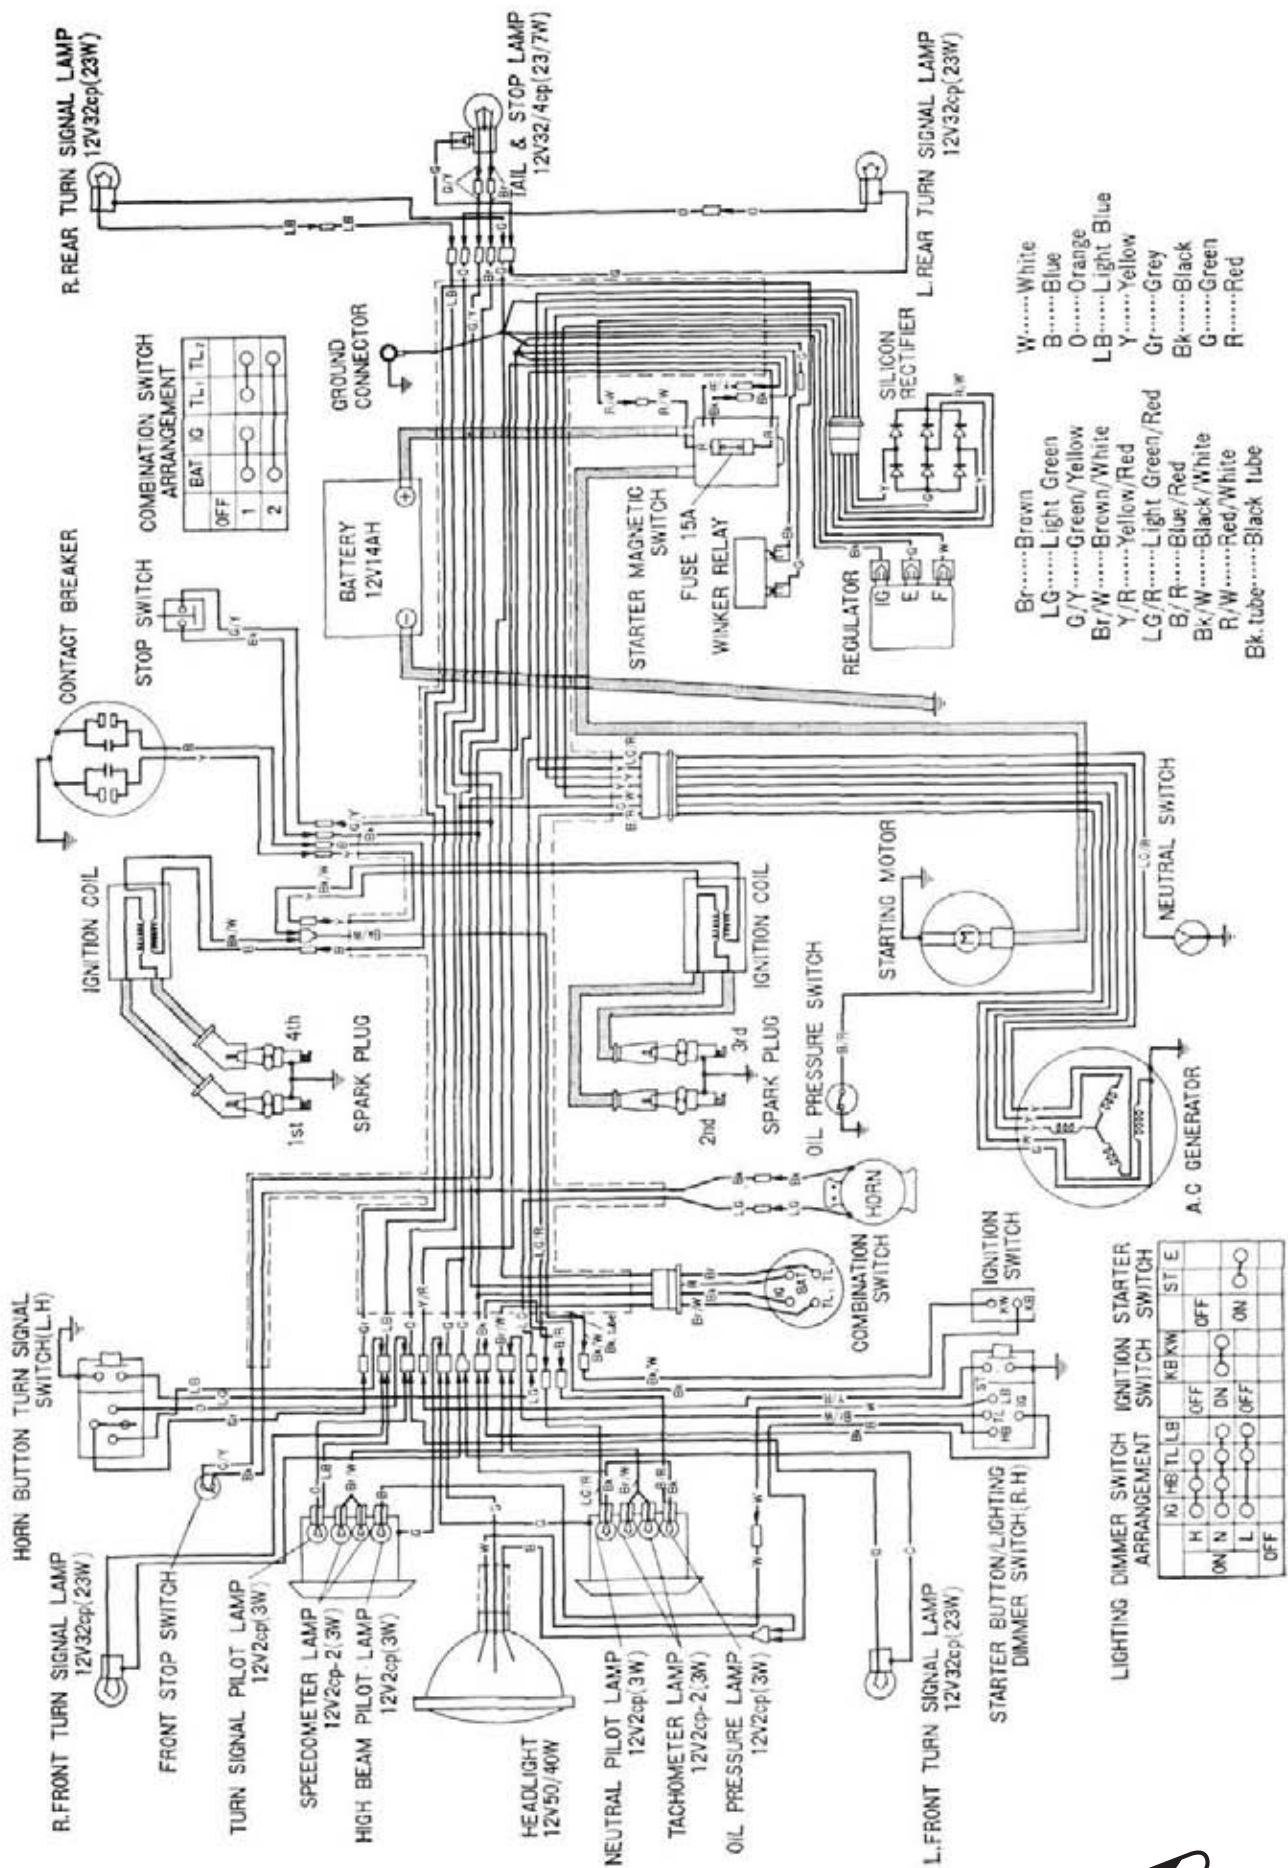 R.REAR TURN SIGNAL LAMP
12V32cp(23W)
TAIL & STOP LAMP
12V32/4cp(23/7W)
L.REAR TURN SIGNAL LAMP
12V32cp(23W)
COMBINATION SWITCH
ARRANGEMENT
BAT IG TL₁ TL₂
OFF
1
2
GROUND
CONNECTOR
CONTACT BREAKER
STOP SWITCH
BATTERY
12V14AH
STARTER MAGNETIC
SWITCH
FUSE 15A
WINKER RELAY
SILICON
RECTIFIER
REGULATOR
IG
E
F
W......White
B......Blue
O......Orange
LB......Light Blue
Y......Yellow
Gr......Grey
Bk......Black
G......Green
R......Red
Br......Brown
LG......Light Green
G/Y......Green/Yellow
Br/W......Brown/White
Y/R......Yellow/Red
LG/R......Light Green/Red
B/R......Blue/Red
Bk/W......Black/White
R/W......Red/White
Bk.tube......Black tube
IGNITION COIL
1st
4th
SPARK PLUG
IGNITION COIL
2nd
3rd
SPARK PLUG
OIL PRESSURE SWITCH
STARTING MOTOR
M
NEUTRAL SWITCH
A.C GENERATOR
HORN
COMBINATION
SWITCH
IG
BAT
IGNITION
SWITCH
KW
KB
HORN BUTTON TURN SIGNAL
SWITCH(L.H)
R.FRONT TURN SIGNAL LAMP
12V32cp(23W)
FRONT STOP SWITCH
TURN SIGNAL PILOT LAMP
12V2cp(3W)
SPEEDOMETER LAMP
12V2cp-2(3W)
HIGH BEAM PILOT LAMP
12V2cp(3W)
HEADLIGHT
12V50/40W
NEUTRAL PILOT LAMP
12V2cp(3W)
TACHOMETER LAMP
12V2cp-2(3W)
OIL PRESSURE LAMP
12V2cp(3W)
L.FRONT TURN SIGNAL LAMP
12V32cp(23W)
STARTER BUTTON/LIGHTING
DIMMER SWITCH(R.H)
ST
HB
TL
LB
IG
LIGHTING DIMMER SWITCH
ARRANGEMENT
IG HB TL LB
H
ON N
L
OFF
IGNITION
SWITCH
KB KW
OFF
ON
OFF
STARTER
SWITCH
ST E
OFF
ON